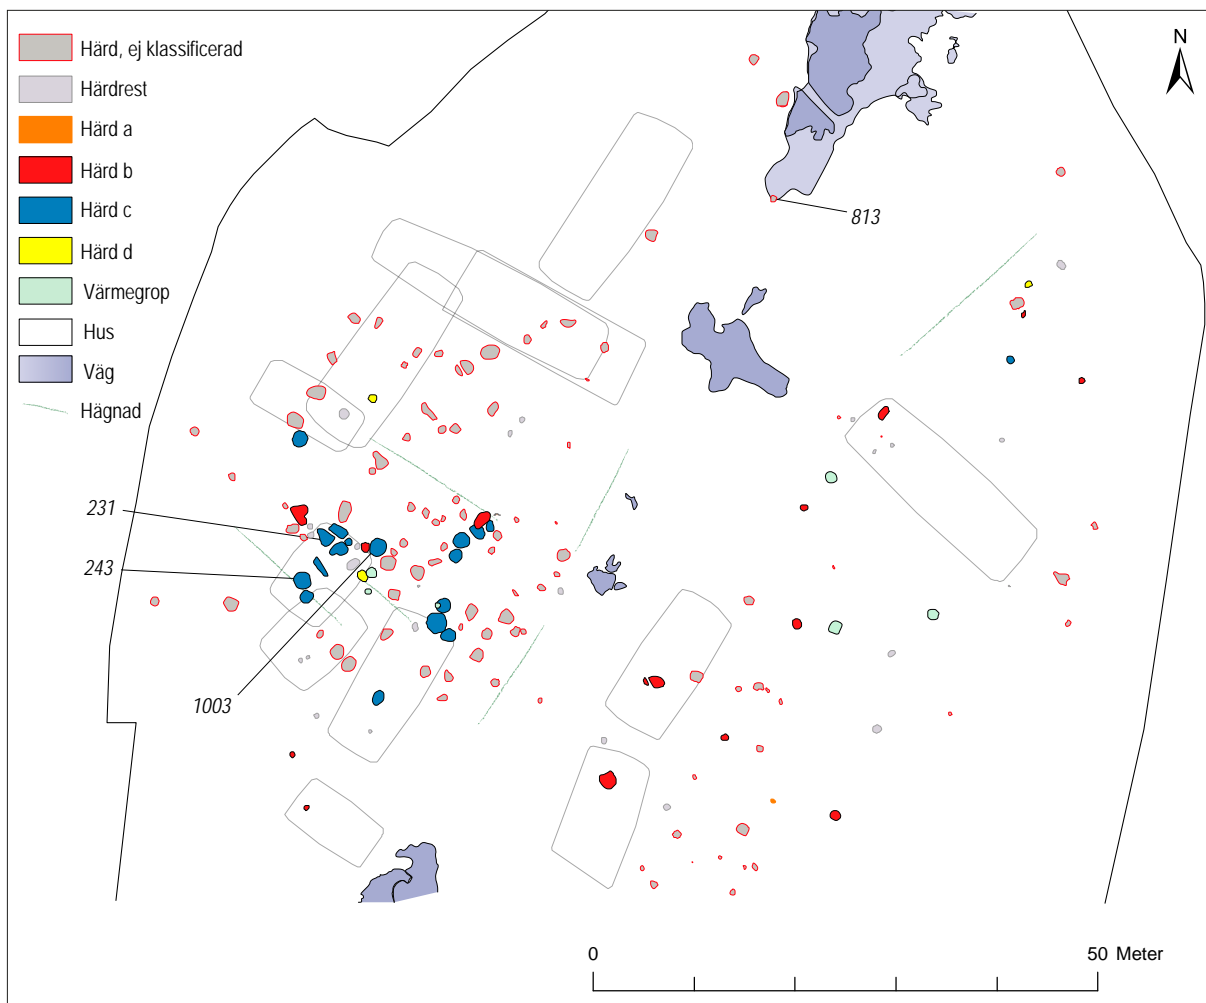 Härd, ej klassificerad
Härdrest
Härd a
Härd b
Härd c
Härd d
Värmegrop
Hus
Väg
Hägnad
N
813
231
243
1003
0
50 Meter